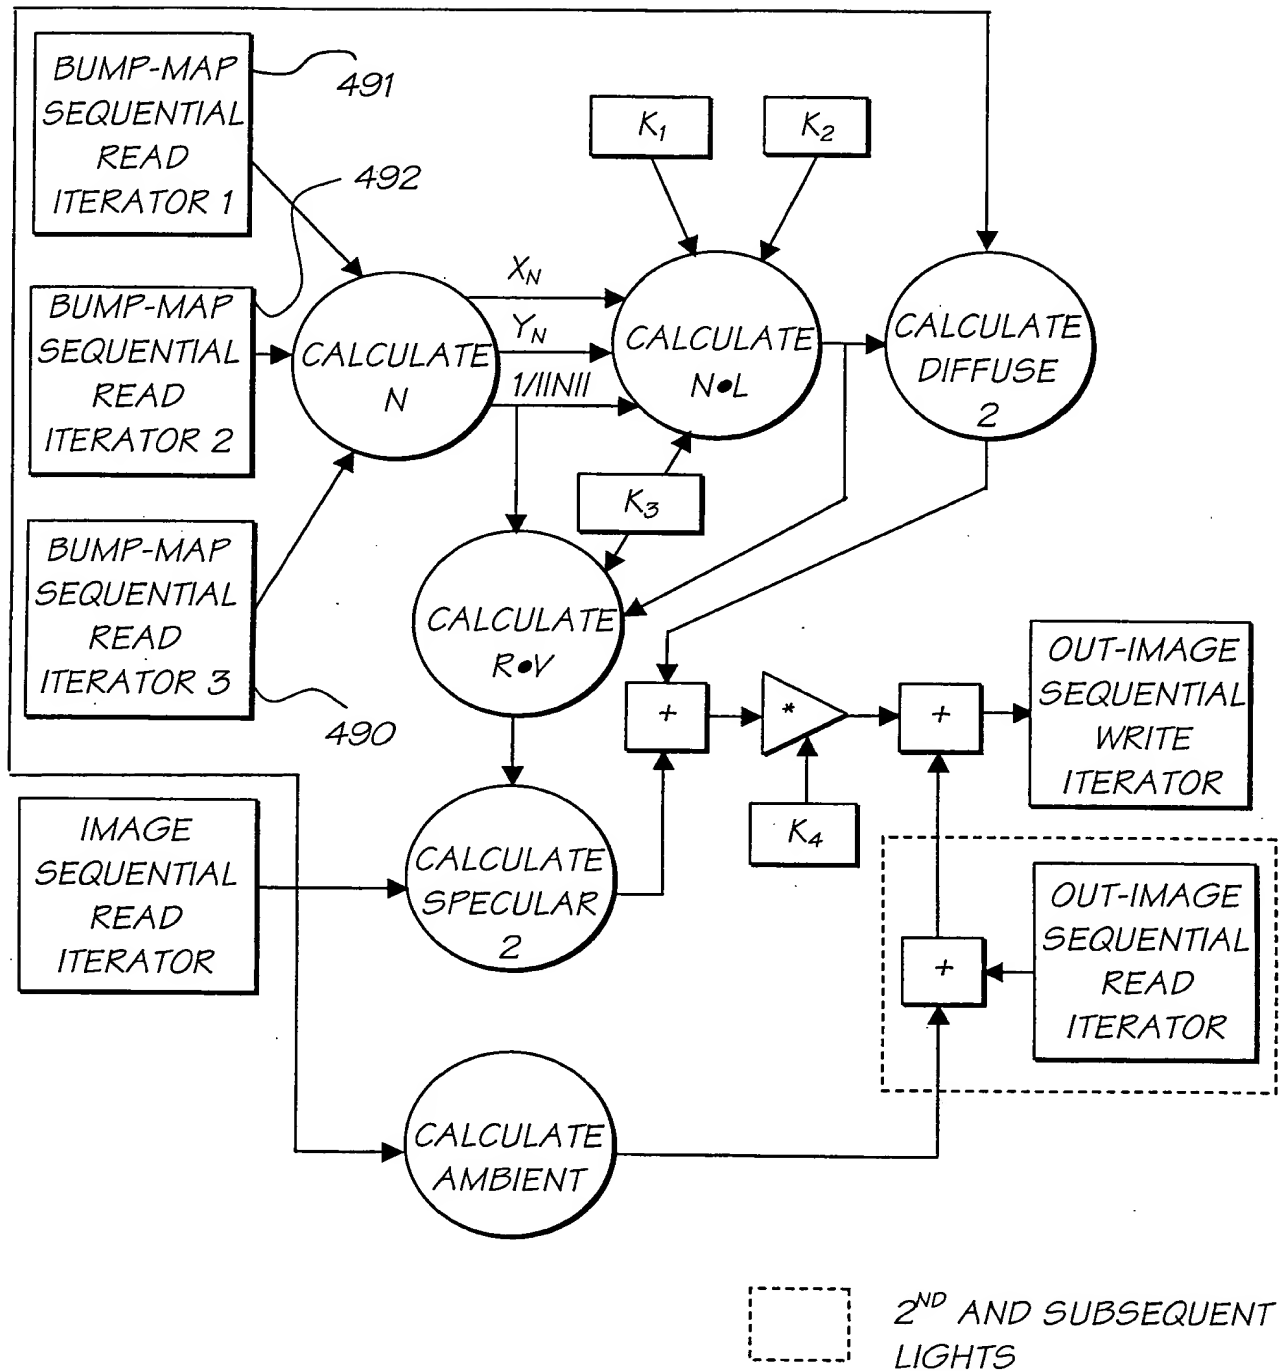 BUMP-MAP
SEQUENTIAL
READ
ITERATOR 1
491
K1
K2
492
BUMP-MAP
SEQUENTIAL
READ
ITERATOR 2
CALCULATE
N
XN
YN
1/||N||
CALCULATE
N•L
CALCULATE
DIFFUSE
2
K3
BUMP-MAP
SEQUENTIAL
READ
ITERATOR 3
490
CALCULATE
R•V
+
*
+
OUT-IMAGE
SEQUENTIAL
WRITE
ITERATOR
K4
IMAGE
SEQUENTIAL
READ
ITERATOR
CALCULATE
SPECULAR
2
+
OUT-IMAGE
SEQUENTIAL
READ
ITERATOR
CALCULATE
AMBIENT
2ND AND SUBSEQUENT
LIGHTS